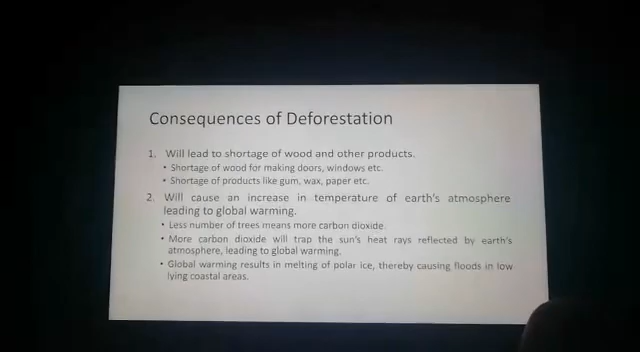 Consequences of Deforestation
1. Will lead to shortage of wood and other products.
• Shortage of wood for making doors, windows etc.
• Shortage of products like gum, wax, paper etc.
2. Will cause an increase in temperature of earth's atmosphere
leading to global warming.
• Less number of trees means more carbon dioxide.
• More carbon dioxide will trap the sun's heat rays reflected by earth's
atmosphere, leading to global warming.
• Global warming results in melting of polar ice, thereby causing floods in low
lying coastal areas.